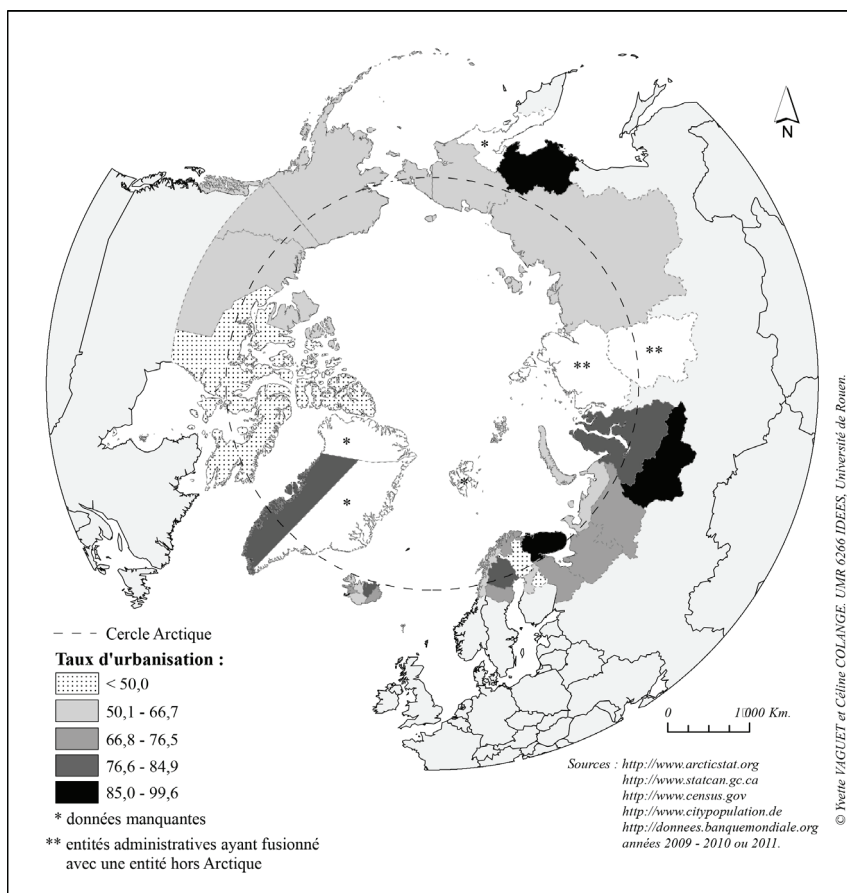 *
N
**
**
*
*
*
Cercle Arctique
Taux d'urbanisation :
< 50,0
50,1 - 66,7
66,8 - 76,5
76,6 - 84,9
85,0 - 99,6
* données manquantes
** entités administratives ayant fusionné
avec une entité hors Arctique
0 1 000 Km.
Sources : http://www.arcticstat.org
http://www.statcan.gc.ca
http://www.census.gov
http://www.citypopulation.de
http://donnees.banquemondiale.org
années 2009 - 2010 ou 2011.
© Yvette VAGUET et Céline COLANGE. UMR 6266 IDEES, Université de Rouen.